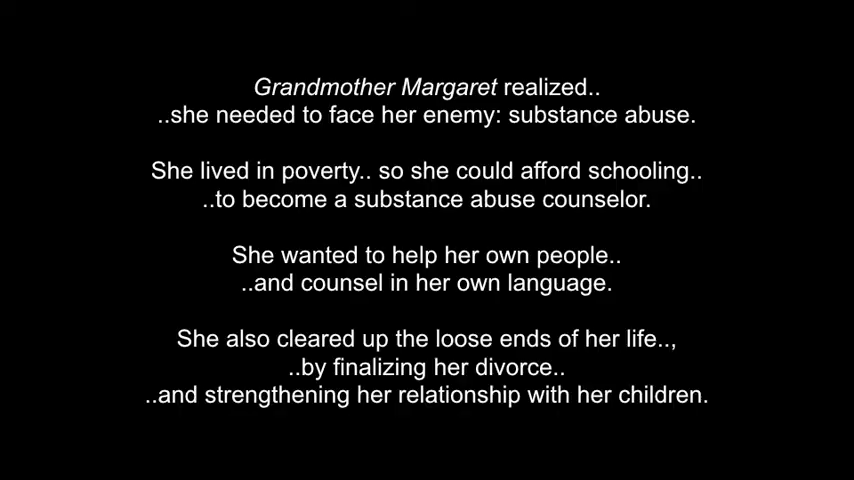 Grandmother Margaret realized..
..she needed to face her enemy: substance abuse.
She lived in poverty.. so she could afford schooling..
..to become a substance abuse counselor.
She wanted to help her own people..
..and counsel in her own language.
She also cleared up the loose ends of her life..,
..by finalizing her divorce..
..and strengthening her relationship with her children.